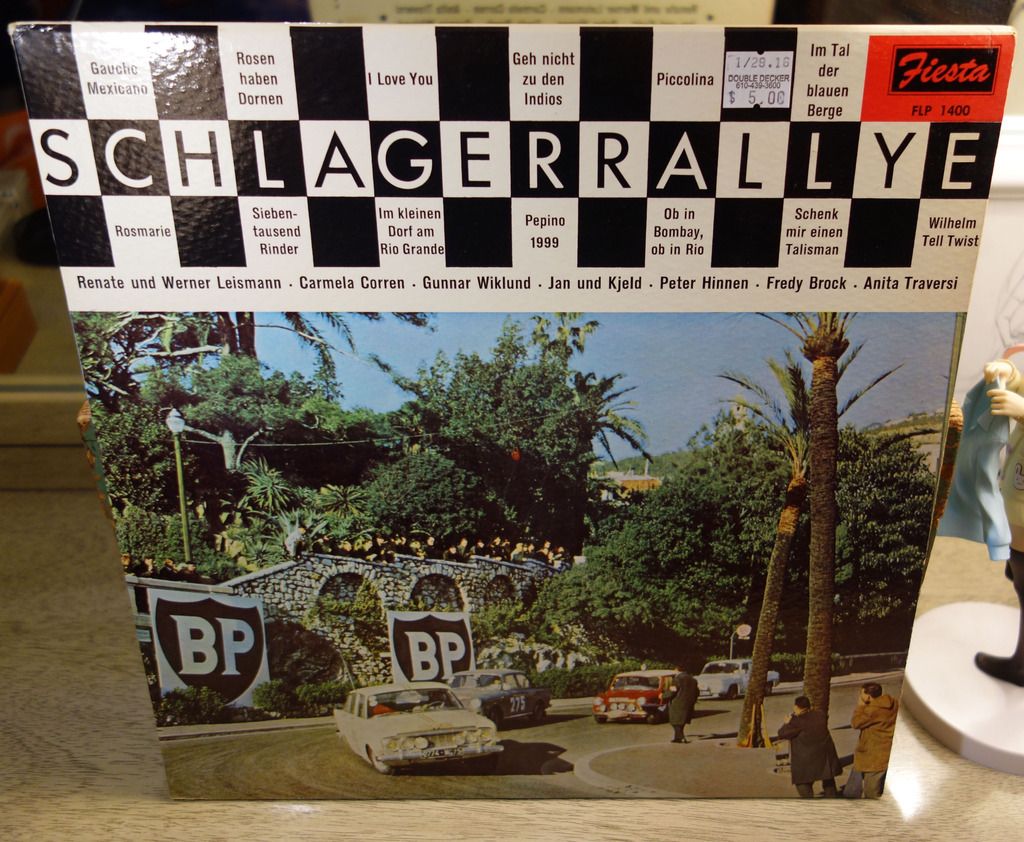 Gaucho
Mexicano
Rosen
haben
Dornen
I Love You
Geh nicht
zu den
Indios
Piccolina
1/28.16
DOUBLE DECKER
610-439-3600
$ 5.00
Im Tal
der
blauen
Berge
Fiesta
FLP 1400
SCHLAGERRALLYE
Rosmarie
Sieben-
tausend
Rinder
Im kleinen
Dorf am
Rio Grande
Pepino
1999
Ob in
Bombay,
ob in Rio
Schenk
mir einen
Talisman
Wilhelm
Tell Twist
Renate und Werner Leismann · Carmela Corren · Gunnar Wiklund · Jan und Kjeld · Peter Hinnen · Fredy Brock · Anita Traversi
BP
BP
275